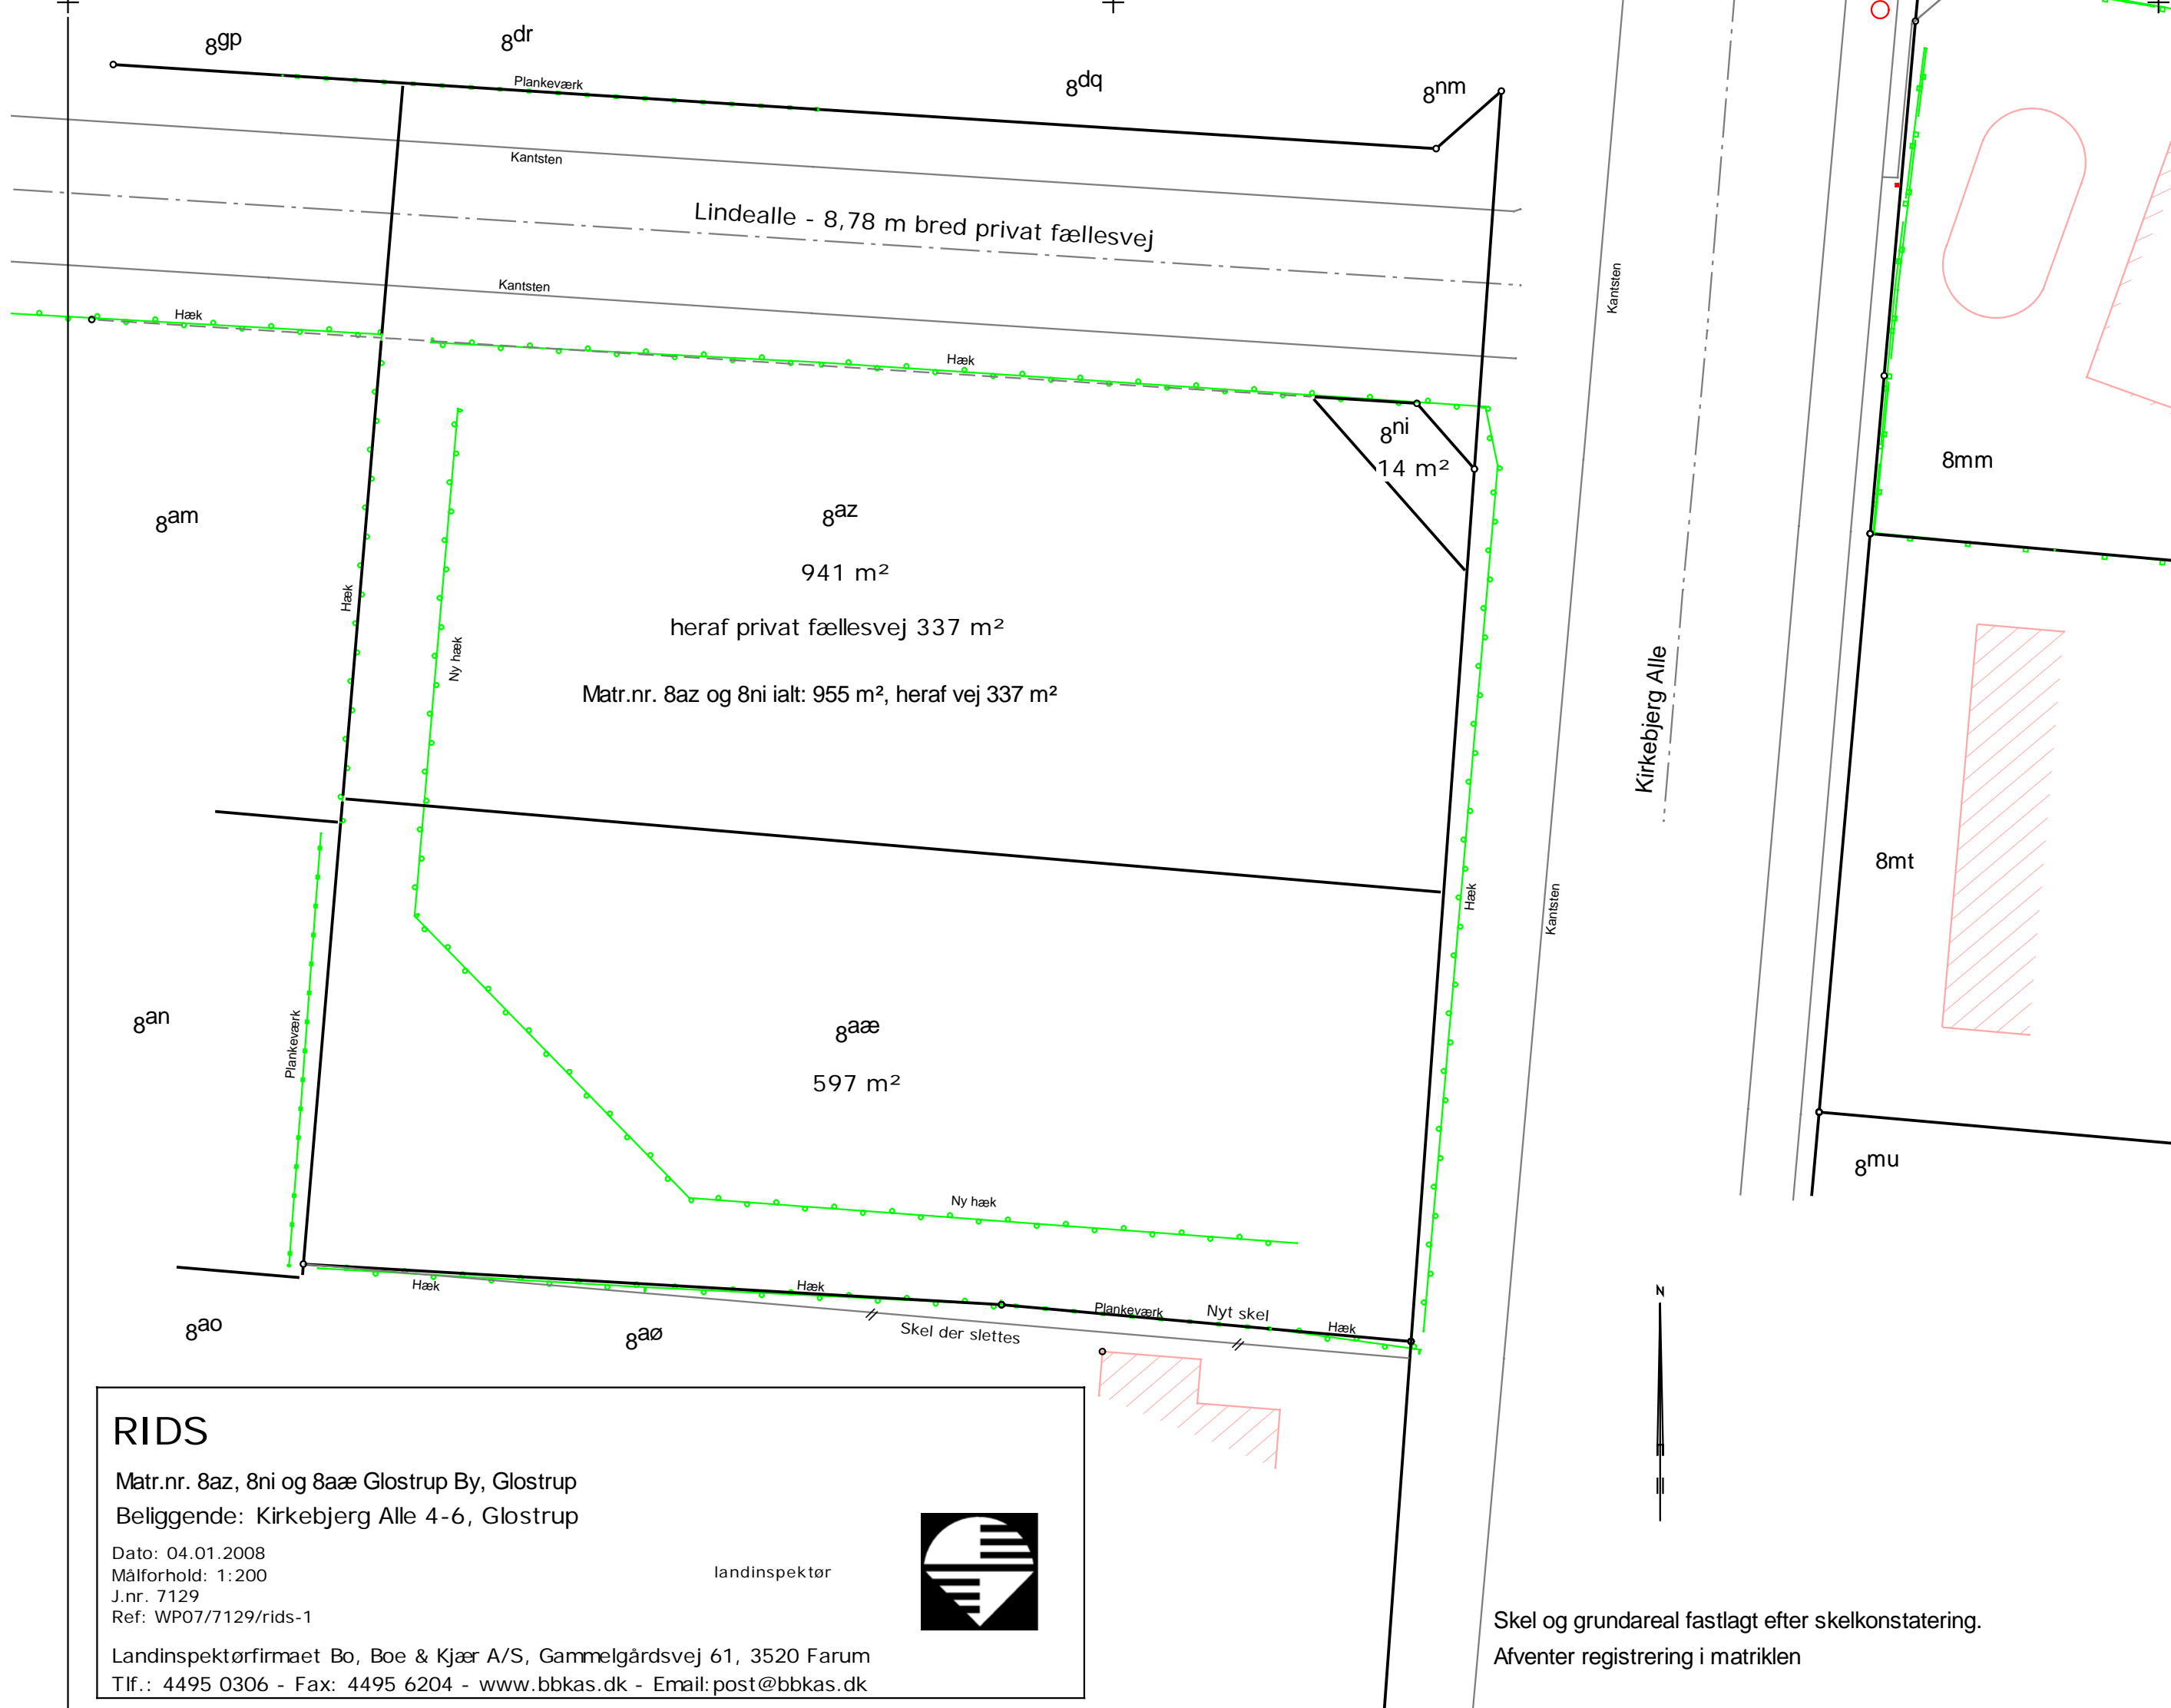 8gp
8dr
8dq
8nm
Plankeværk
Kantsten
Lindealle - 8,78 m bred privat fællesvej
Kantsten
Kantsten
Hæk
Hæk
8ni
14 m²
8mm
8am
8az
941 m²
heraf privat fællesvej 337 m²
Matr.nr. 8az og 8ni ialt: 955 m², heraf vej 337 m²
Hæk
Ny hæk
Kirkebjerg Alle
8mt
Hæk
Kantsten
8an
Plankeværk
8aæ
597 m²
8mu
Ny hæk
Hæk
Hæk
Plankeværk
Nyt skel
Hæk
Skel der slettes
8ao
8aø
N
RIDS
Matr.nr. 8az, 8ni og 8aæ Glostrup By, Glostrup
Beliggende: Kirkebjerg Alle 4-6, Glostrup
Dato: 04.01.2008
Målforhold: 1:200
J.nr. 7129
Ref: WP07/7129/rids-1
landinspektør
Landinspektørfirmaet Bo, Boe & Kjær A/S, Gammelgårdsvej 61, 3520 Farum
Tlf.: 4495 0306 - Fax: 4495 6204 - www.bbkas.dk - Email:post@bbkas.dk
Skel og grundareal fastlagt efter skelkonstatering.
Afventer registrering i matriklen